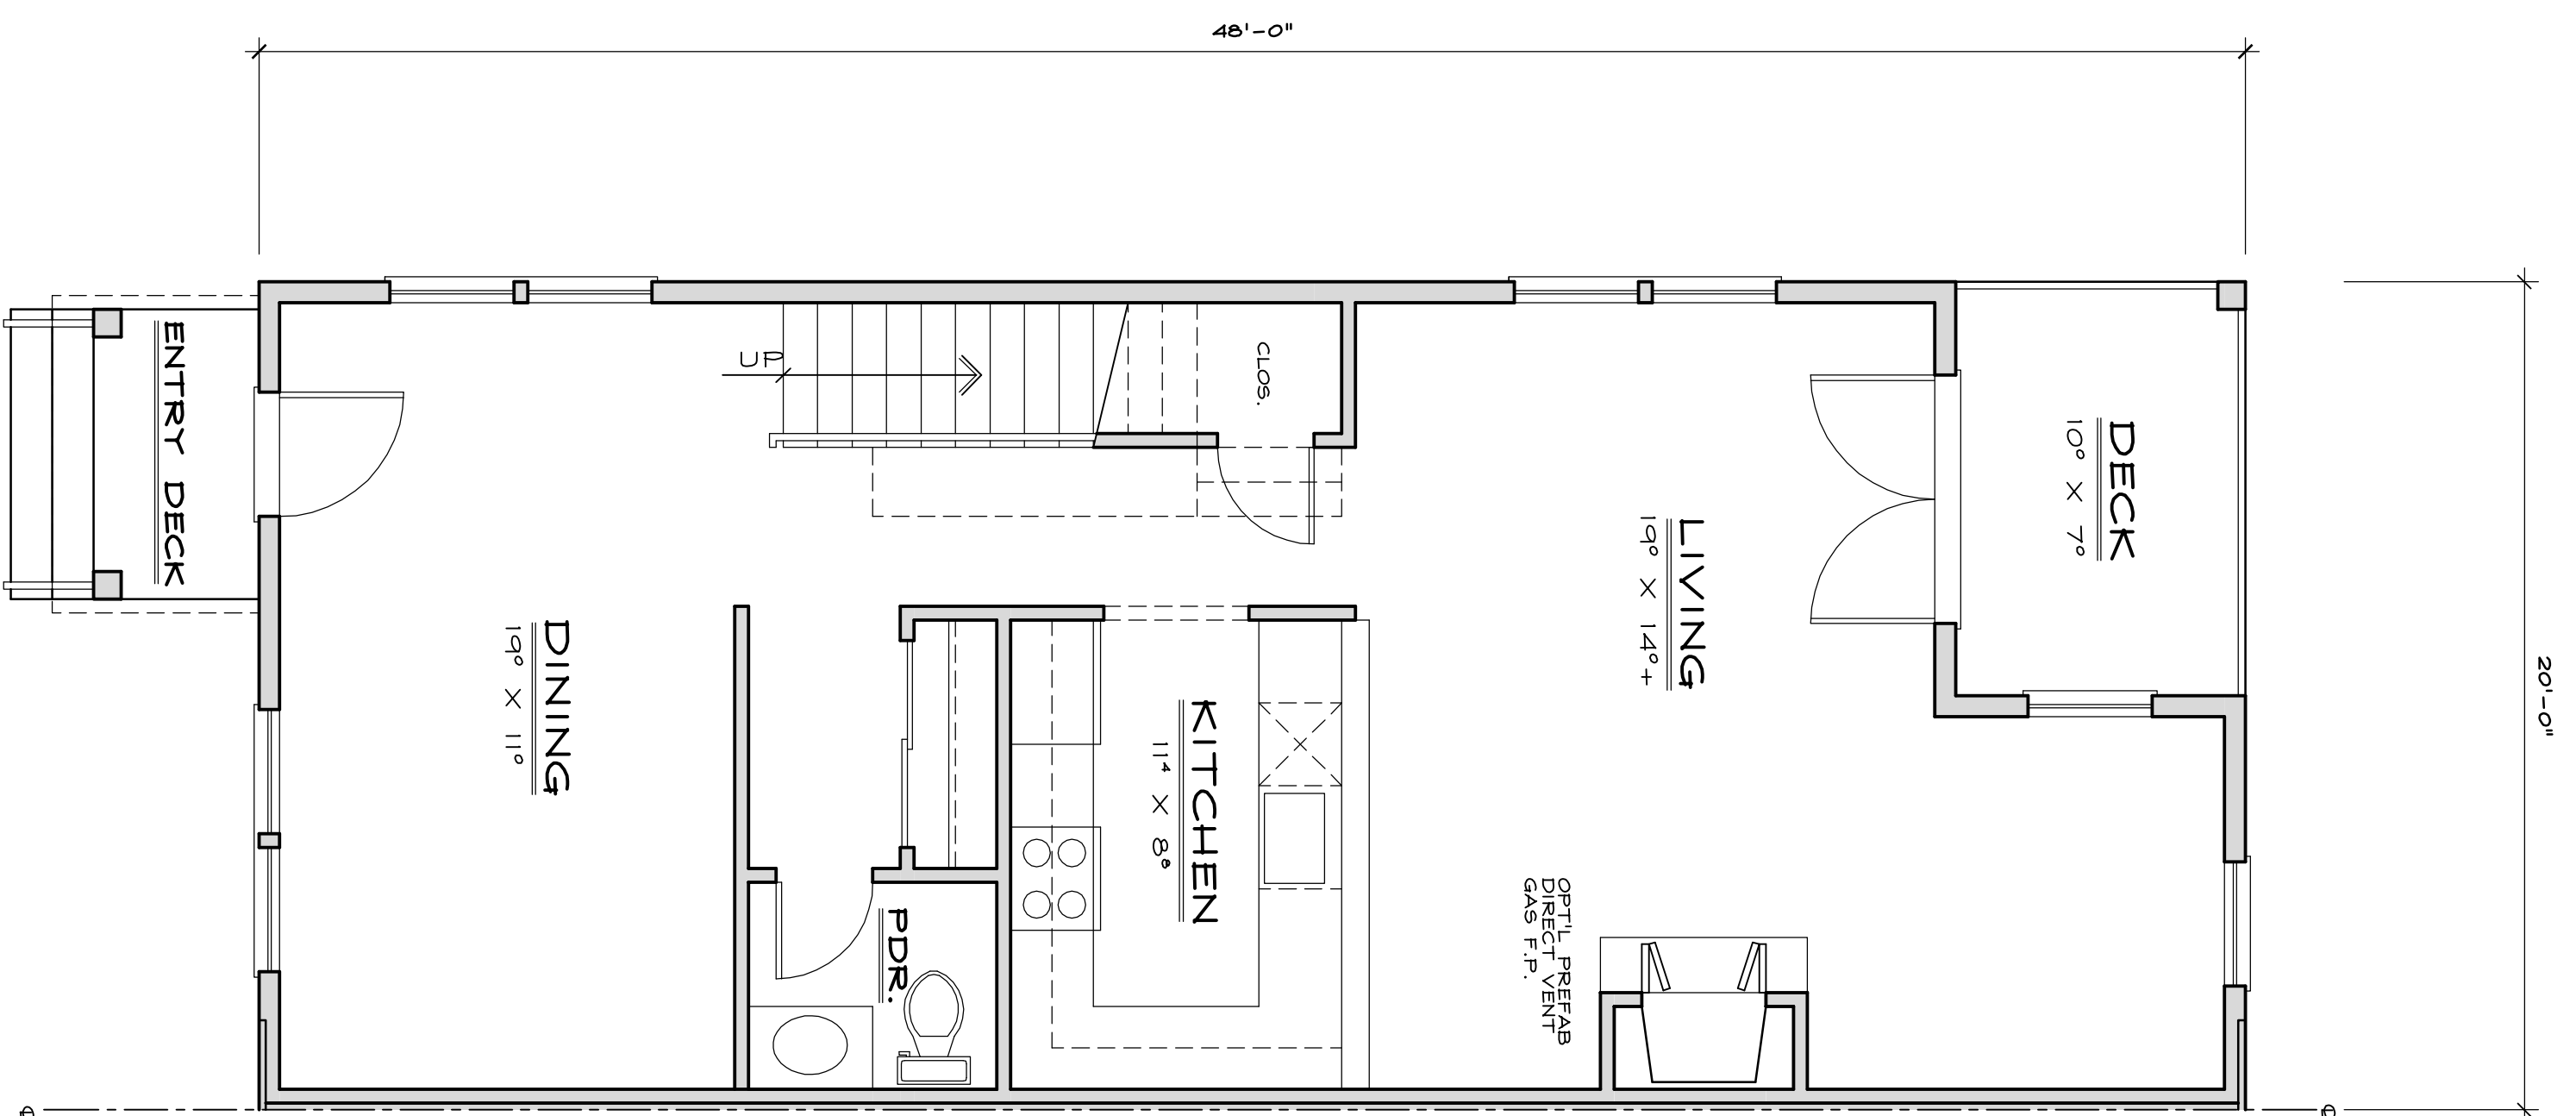 48'-0"
20'-0"
ENTRY DECK
UP
CLOS.
DECK
10⁰ X 7⁰
LIVING
19⁰ X 14⁰+
DINING
19⁰ X 11⁰
KITCHEN
11⁴ X 8⁸
PDR.
OPT'L PREFAB
DIRECT VENT
GAS F.P.